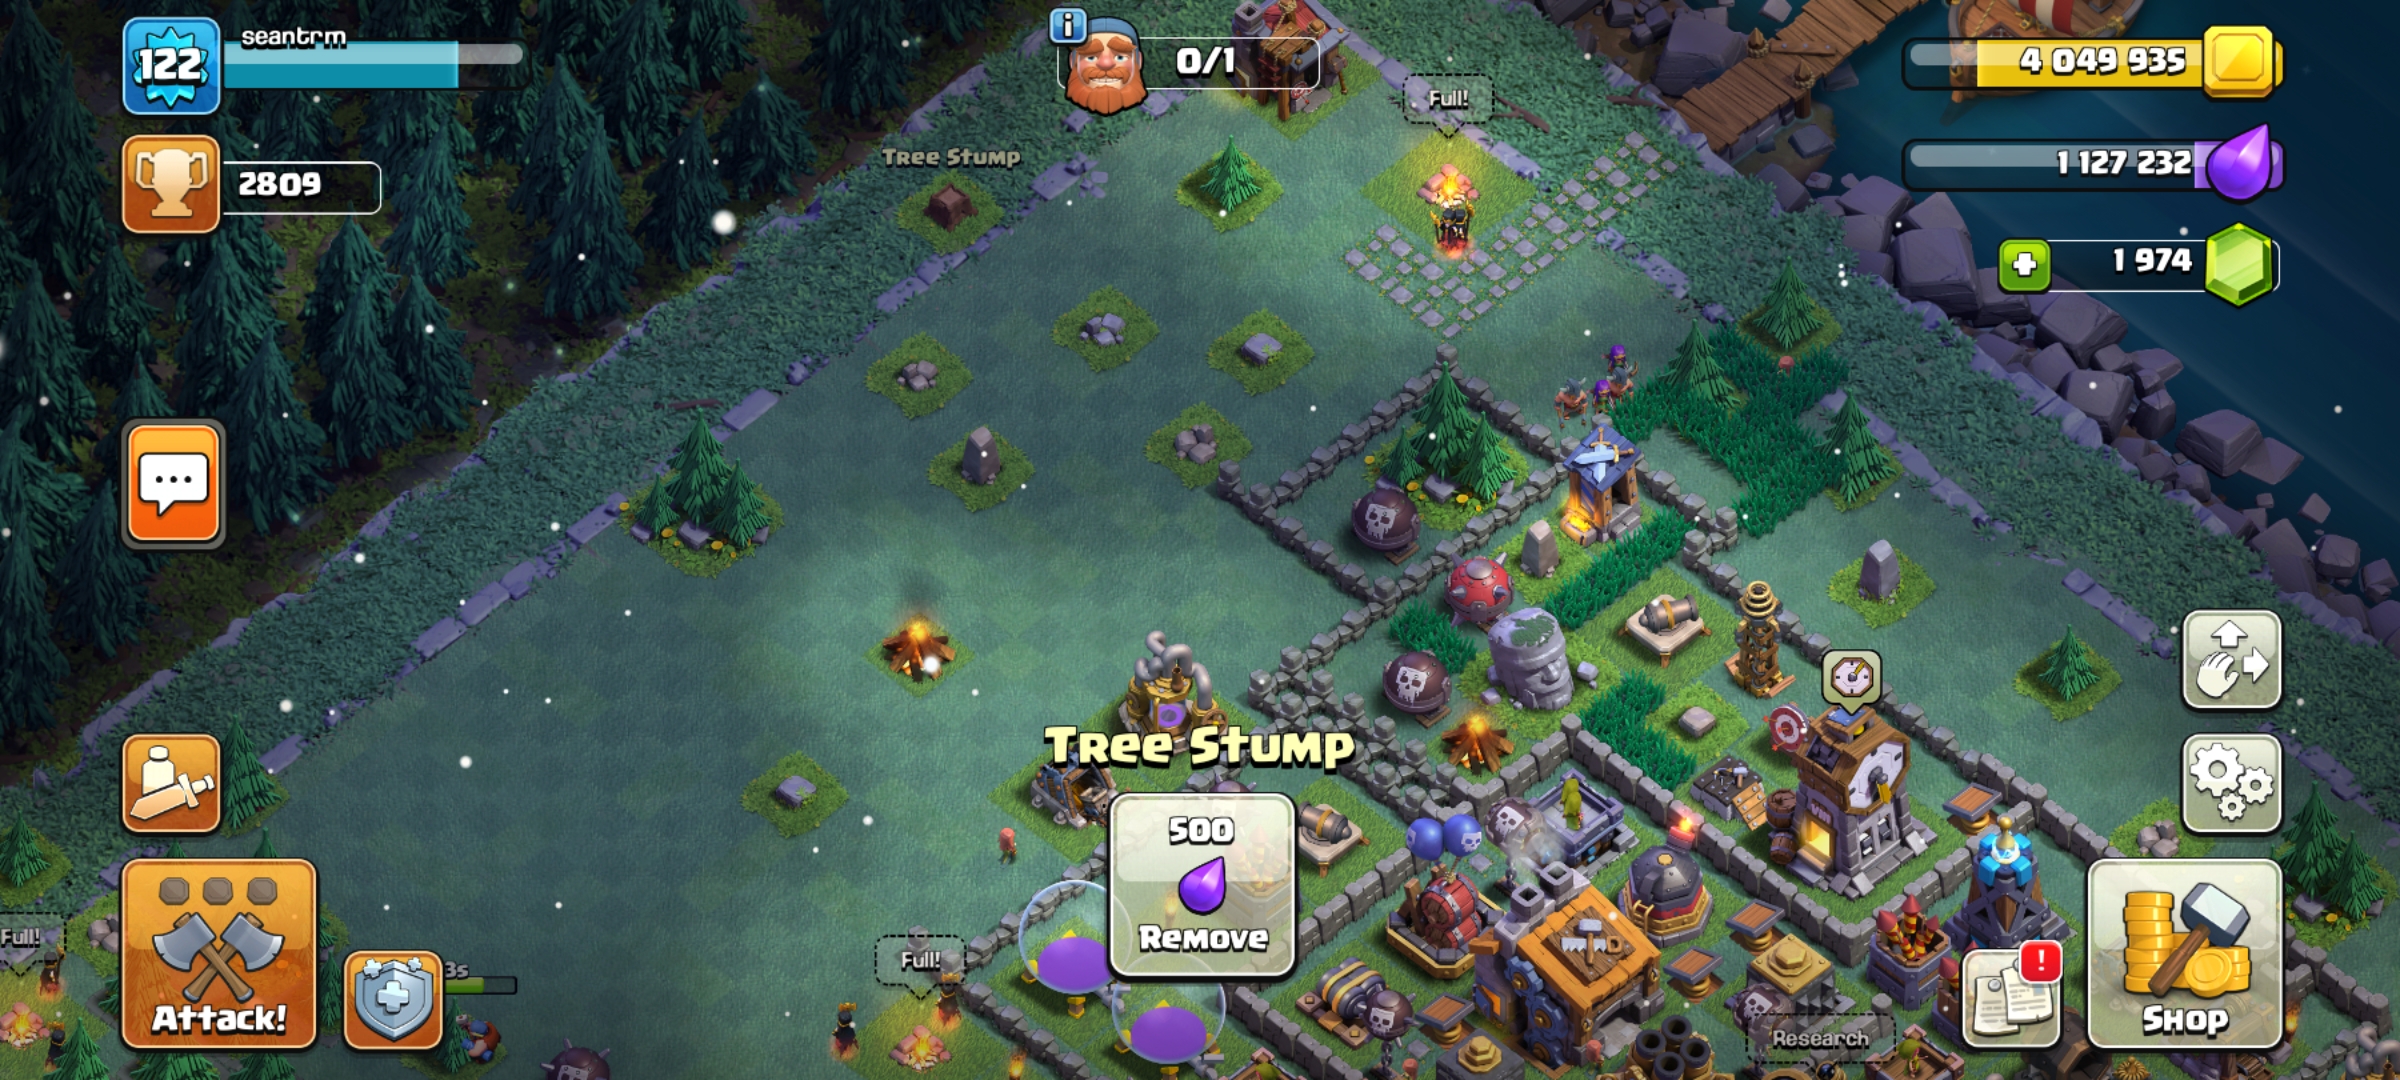 122
seantrm
i
0/1
4 049 935
Full!
Tree Stump
2809
1 127 232
1 974
Tree Stump
500
Remove
Full!
Full!
3s
Attack!
!
Shop
Research